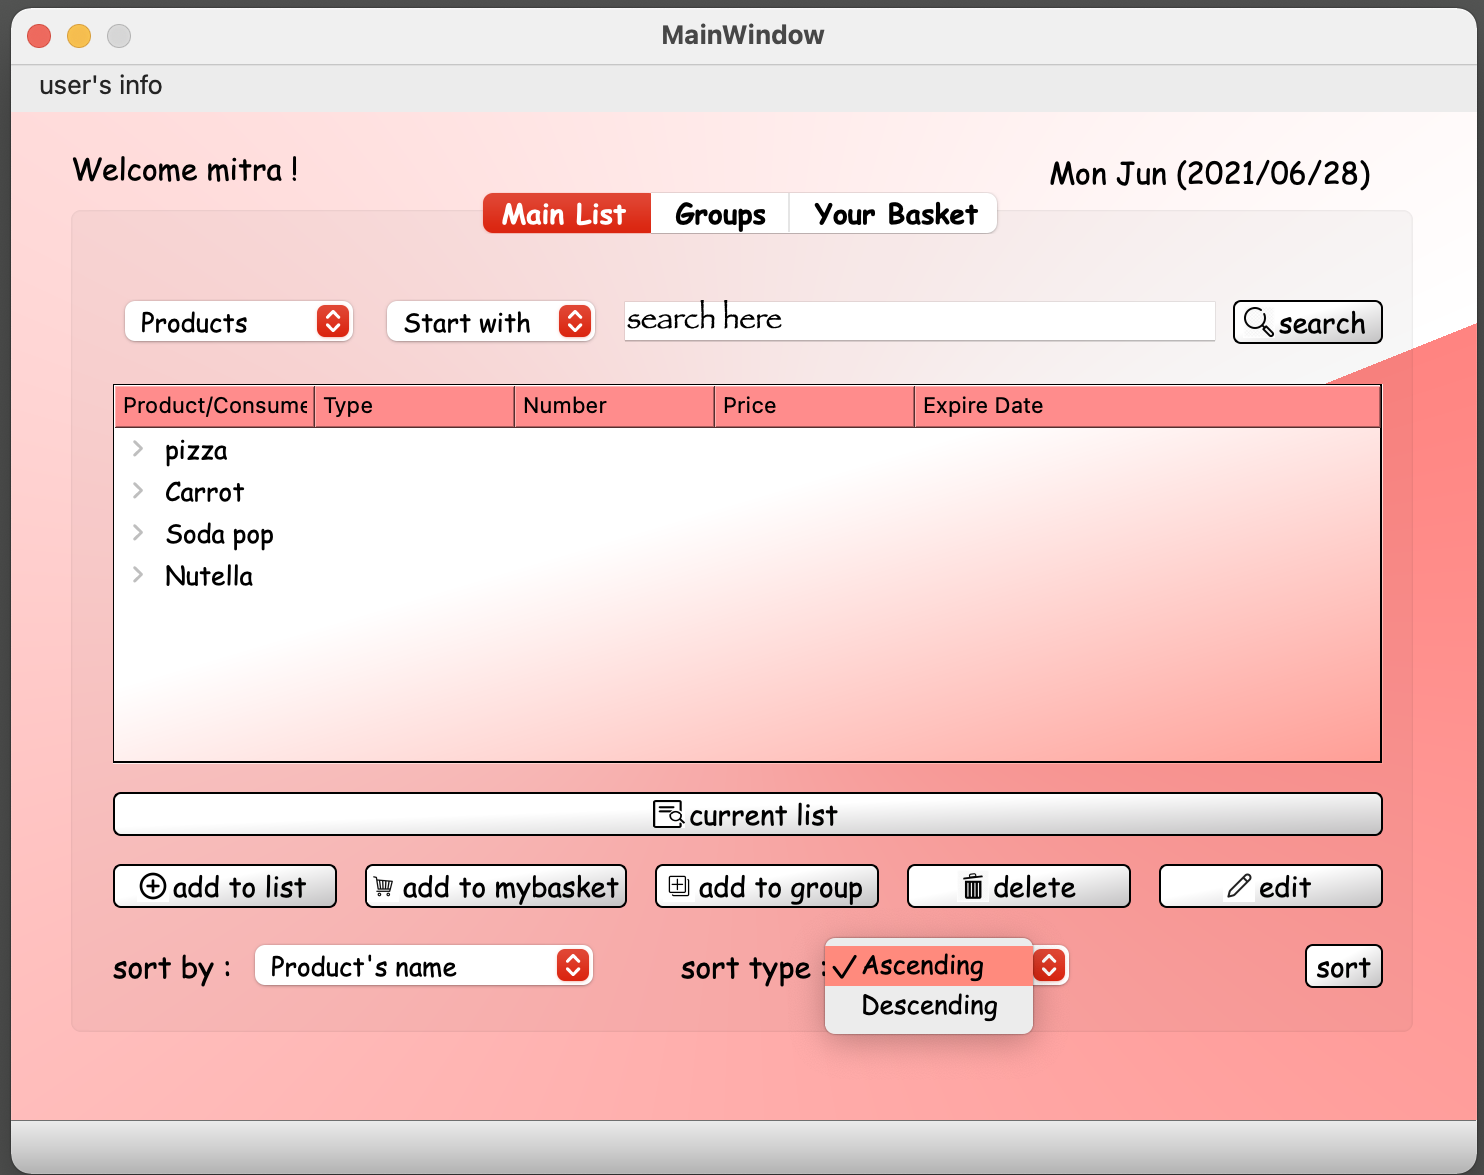 MainWindow
user's info
Welcome mitra !
Mon Jun (2021/06/28)
Main List Groups Your Basket
Products Start with search here search
Product/Consume Type Number Price Expire Date
pizza
Carrot
Soda pop
Nutella
current list
add to list add to mybasket add to group delete edit
sort by : Product's name sort type : Ascending sort
Descending